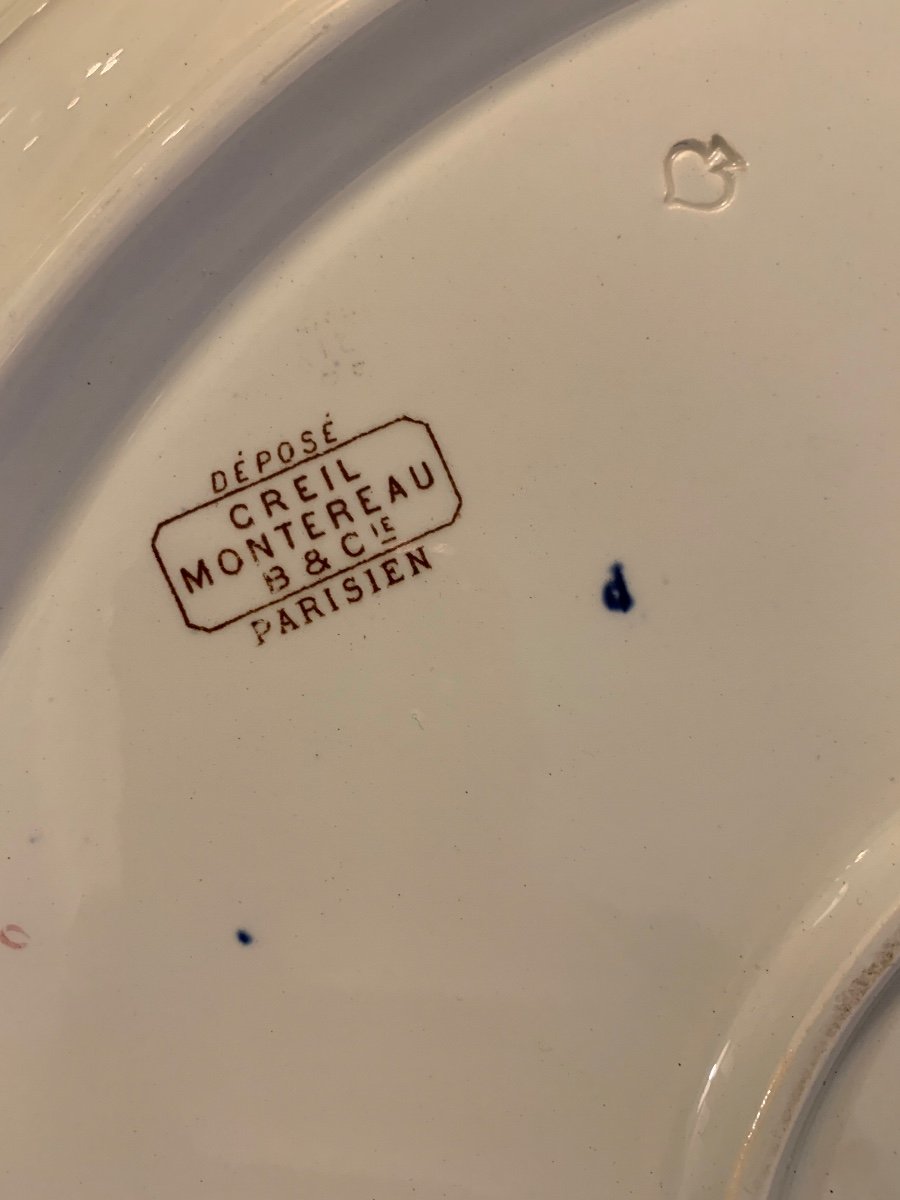 DÉPOSÉ
CREIL
MONTEREAU
B & CIE
PARISIEN